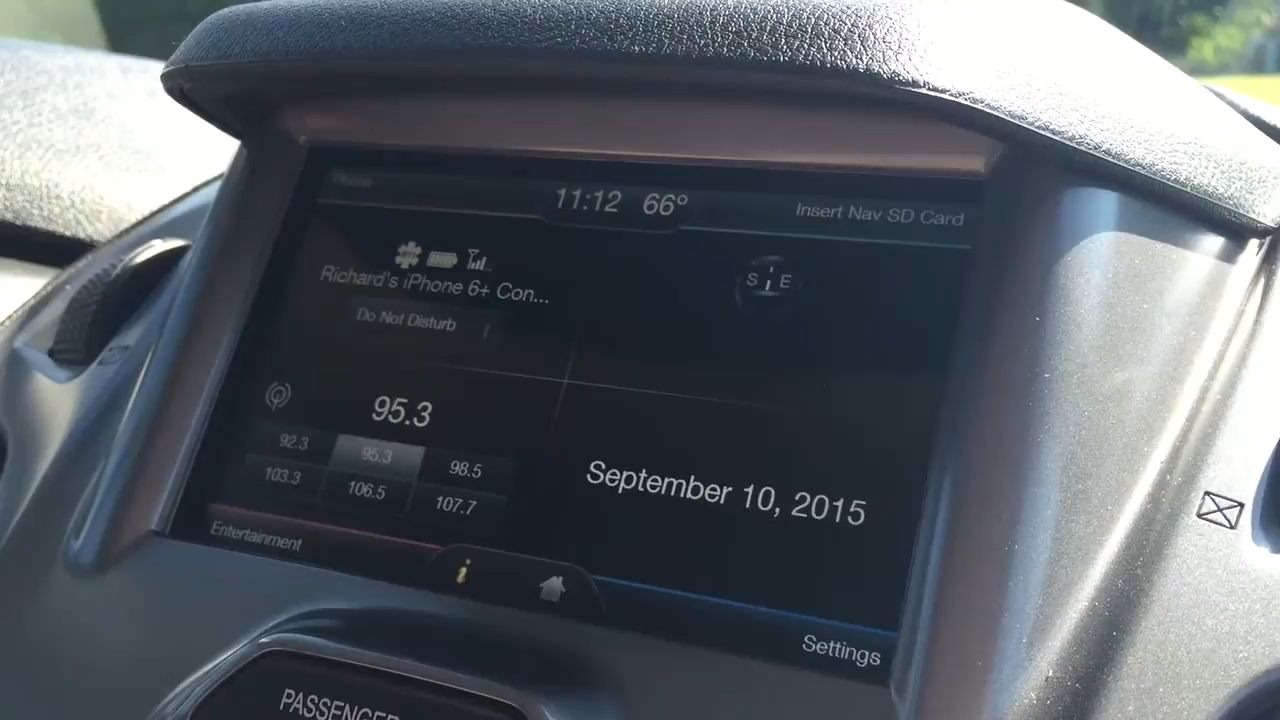 11:12 66°
Insert Nav SD Card
Richard's iPhone 6+ Con...
S E
Do Not Disturb
95.3
92.3 95.3 98.5
103.3 106.5 107.7
September 10, 2015
Entertainment
i
Settings
PASSENGER